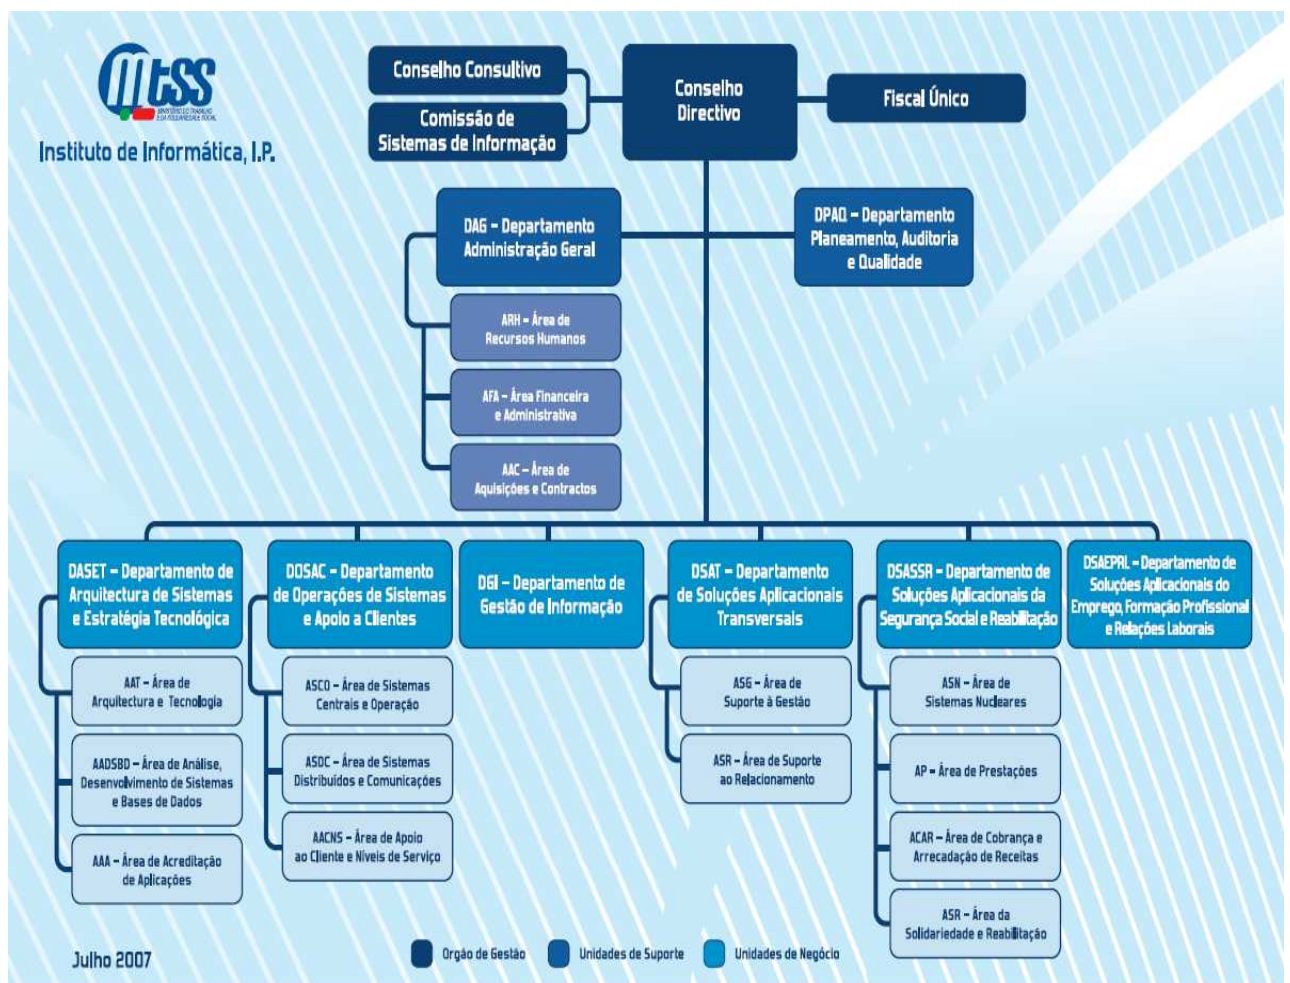 mtss
MINISTÉRIO DO TRABALHO
E DA SOLIDARIEDADE SOCIAL
Instituto de Informática, I.P.
Conselho Consultivo
Comissão de
Sistemas de Informação
Conselho
Directivo
Fiscal Único
DAG – Departamento
Administração Geral
DPAQ – Departamento
Planeamento, Auditoria
e Qualidade
ARH – Área de
Recursos Humanos
AFA – Área Financeira
e Administrativa
AAC – Área de
Aquisições e Contractos
DASET – Departamento de
Arquitectura de Sistemas
e Estratégia Tecnológica
AAT – Área de
Arquitectura e Tecnologia
AADSBD – Área de Análise,
Desenvolvimento de Sistemas
e Bases de Dados
AAA – Área de Acreditação
de Aplicações
DOSAC – Departamento
de Operações de Sistemas
e Apoio a Clientes
ASCO – Área de Sistemas
Centrais e Operação
ASDC – Área de Sistemas
Distribuídos e Comunicações
AACNS – Área de Apoio
ao Cliente e Níveis de Serviço
DGI – Departamento de
Gestão de Informação
DSAT – Departamento
de Soluções Aplicacionais
Transversais
ASG – Área de
Suporte à Gestão
ASR – Área de Suporte
ao Relacionamento
DSASSR – Departamento de
Soluções Aplicacionais da
Segurança Social e Reabilitação
ASN – Área de
Sistemas Nucleares
AP – Área de Prestações
ACAR – Área de Cobrança e
Arrecadação de Receitas
ASR – Área da
Solidariedade e Reabilitação
DSAEPRL – Departamento de
Soluções Aplicacionais do
Emprego, Formação Profissional
e Relações Laborais
Julho 2007
Orgão de Gestão
Unidades de Suporte
Unidades de Negócio